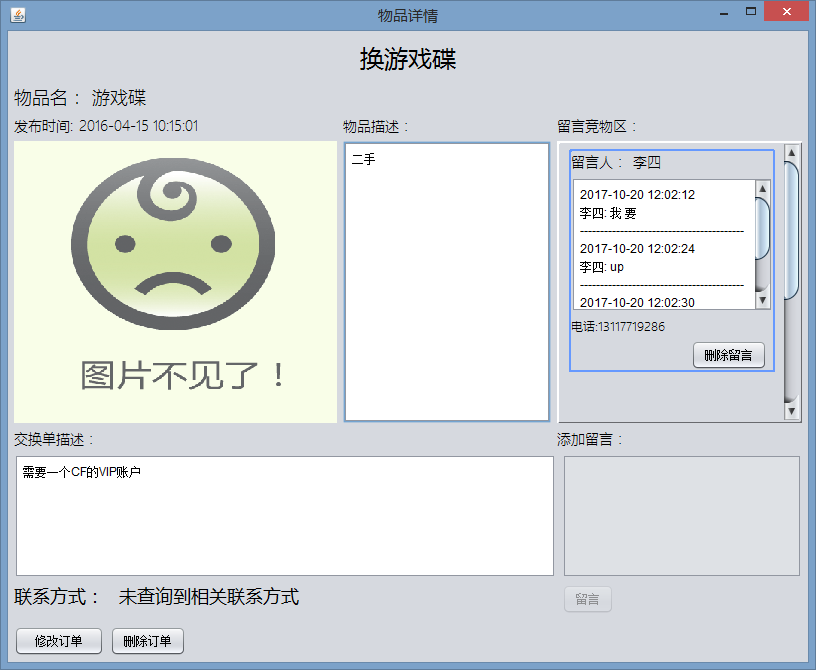 物品详情
换游戏碟
物品名： 游戏碟
发布时间: 2016-04-15 10:15:01
物品描述：
留言竞物区：
图片不见了！
二手
留言人： 李四
2017-10-20 12:02:12
李四: 我 要
----------------------------------------
2017-10-20 12:02:24
李四: up
----------------------------------------
2017-10-20 12:02:30
电话:13117719286
删除留言
交换单描述：
添加留言：
需要一个CF的VIP账户
联系方式： 未查询到相关联系方式
留言
修改订单
删除订单